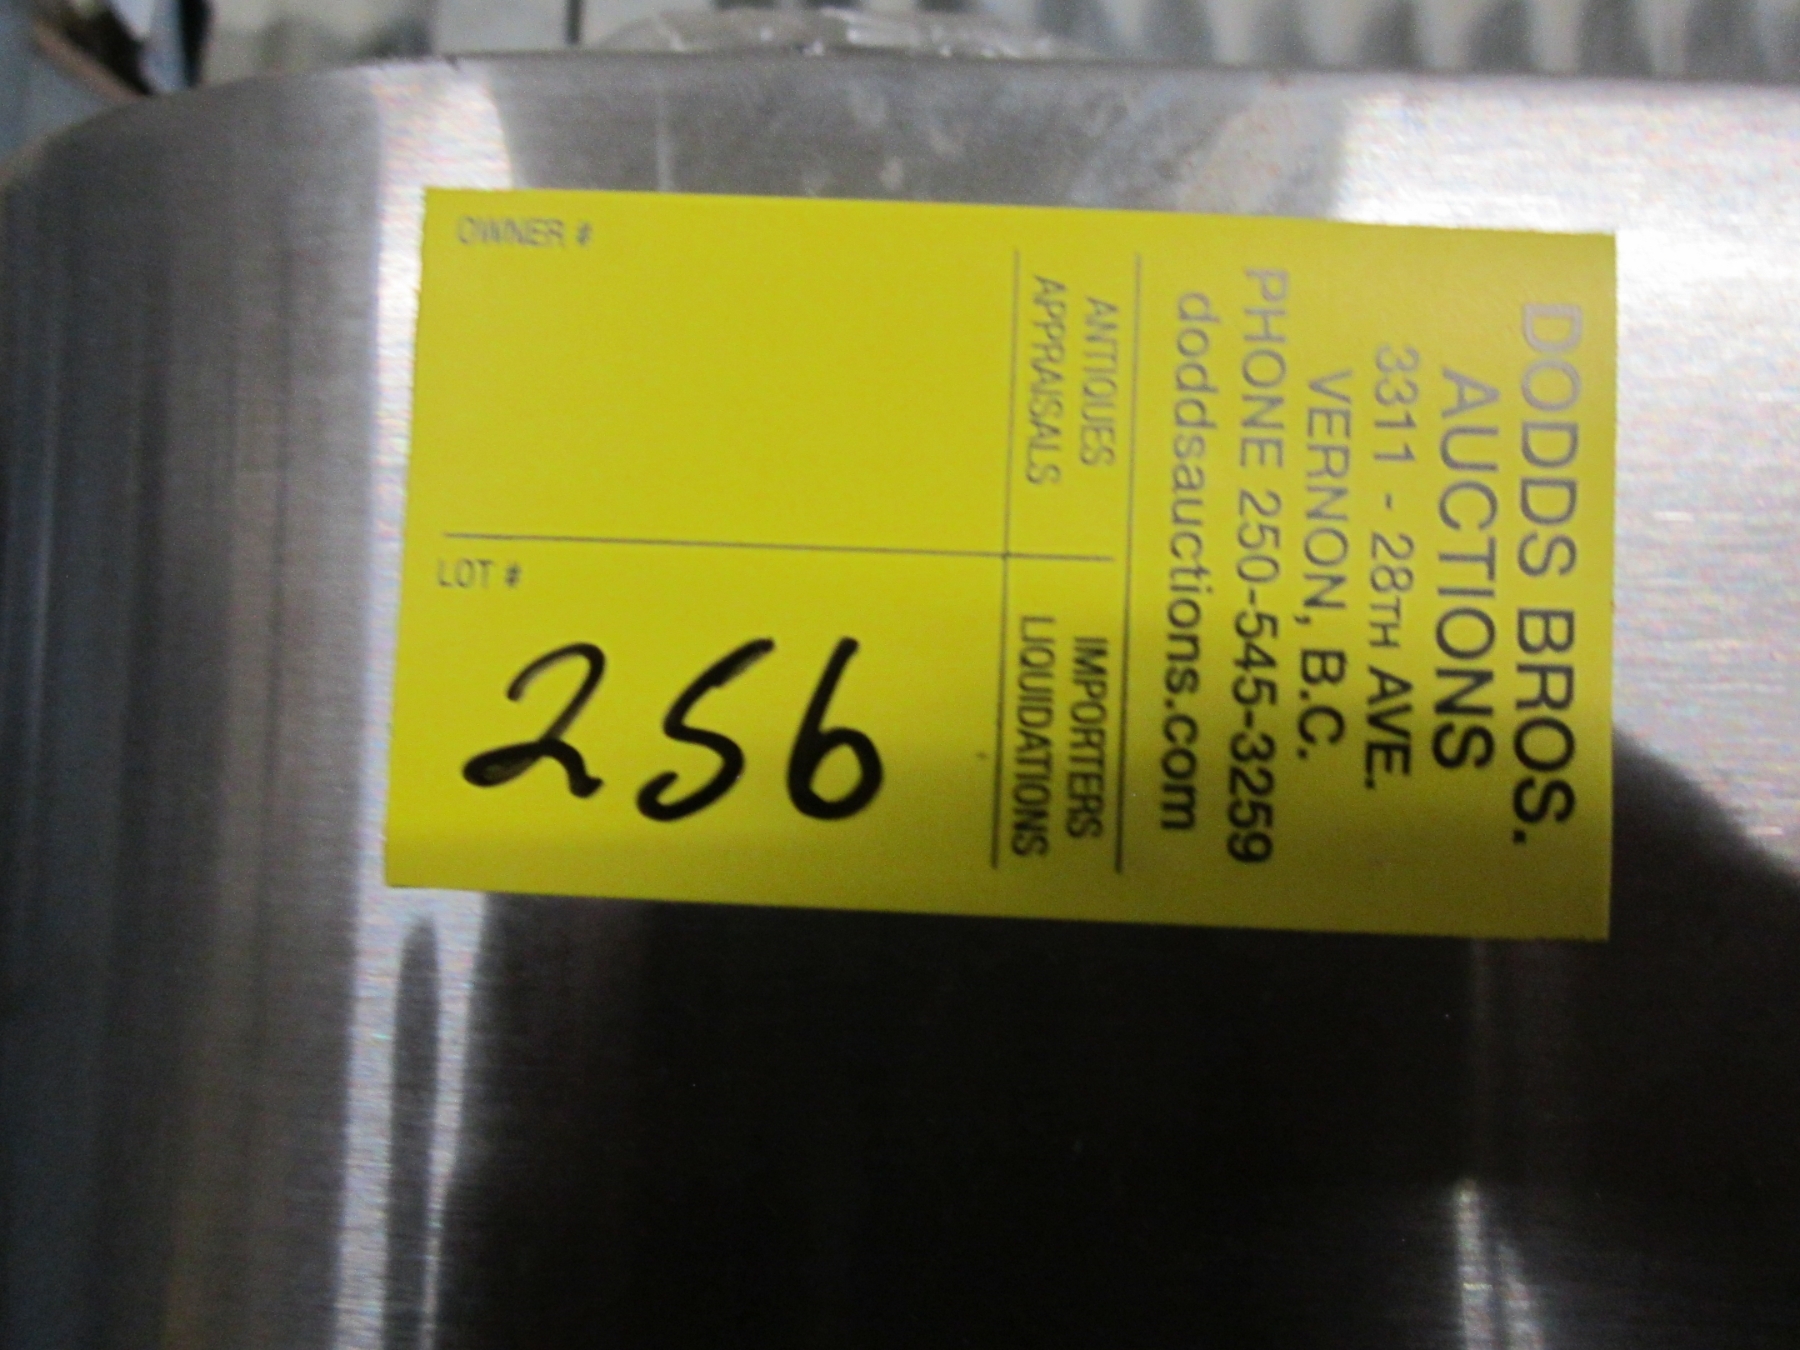 DODDS BROS.
AUCTIONS
3311 - 28TH AVE.
VERNON, B.C.
PHONE 250-545-3259
doddsauctions.com
ANTIQUES
APPRAISALS
IMPORTERS
LIQUIDATIONS
OWNER #
LOT #
256